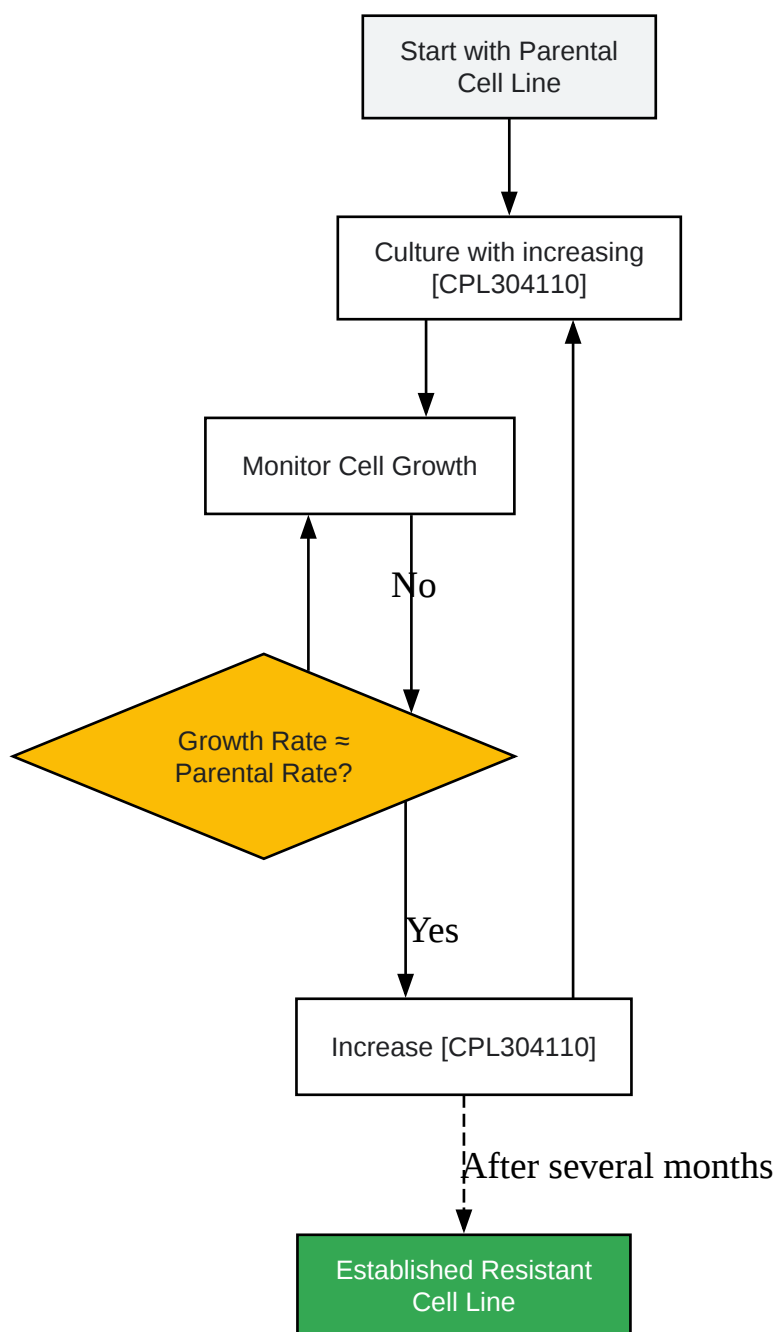 Start with Parental
Cell Line
Culture with increasing
[CPL304110]
Monitor Cell Growth
No
Growth Rate ≈
Parental Rate?
Yes
Increase [CPL304110]
After several months
Established Resistant
Cell Line